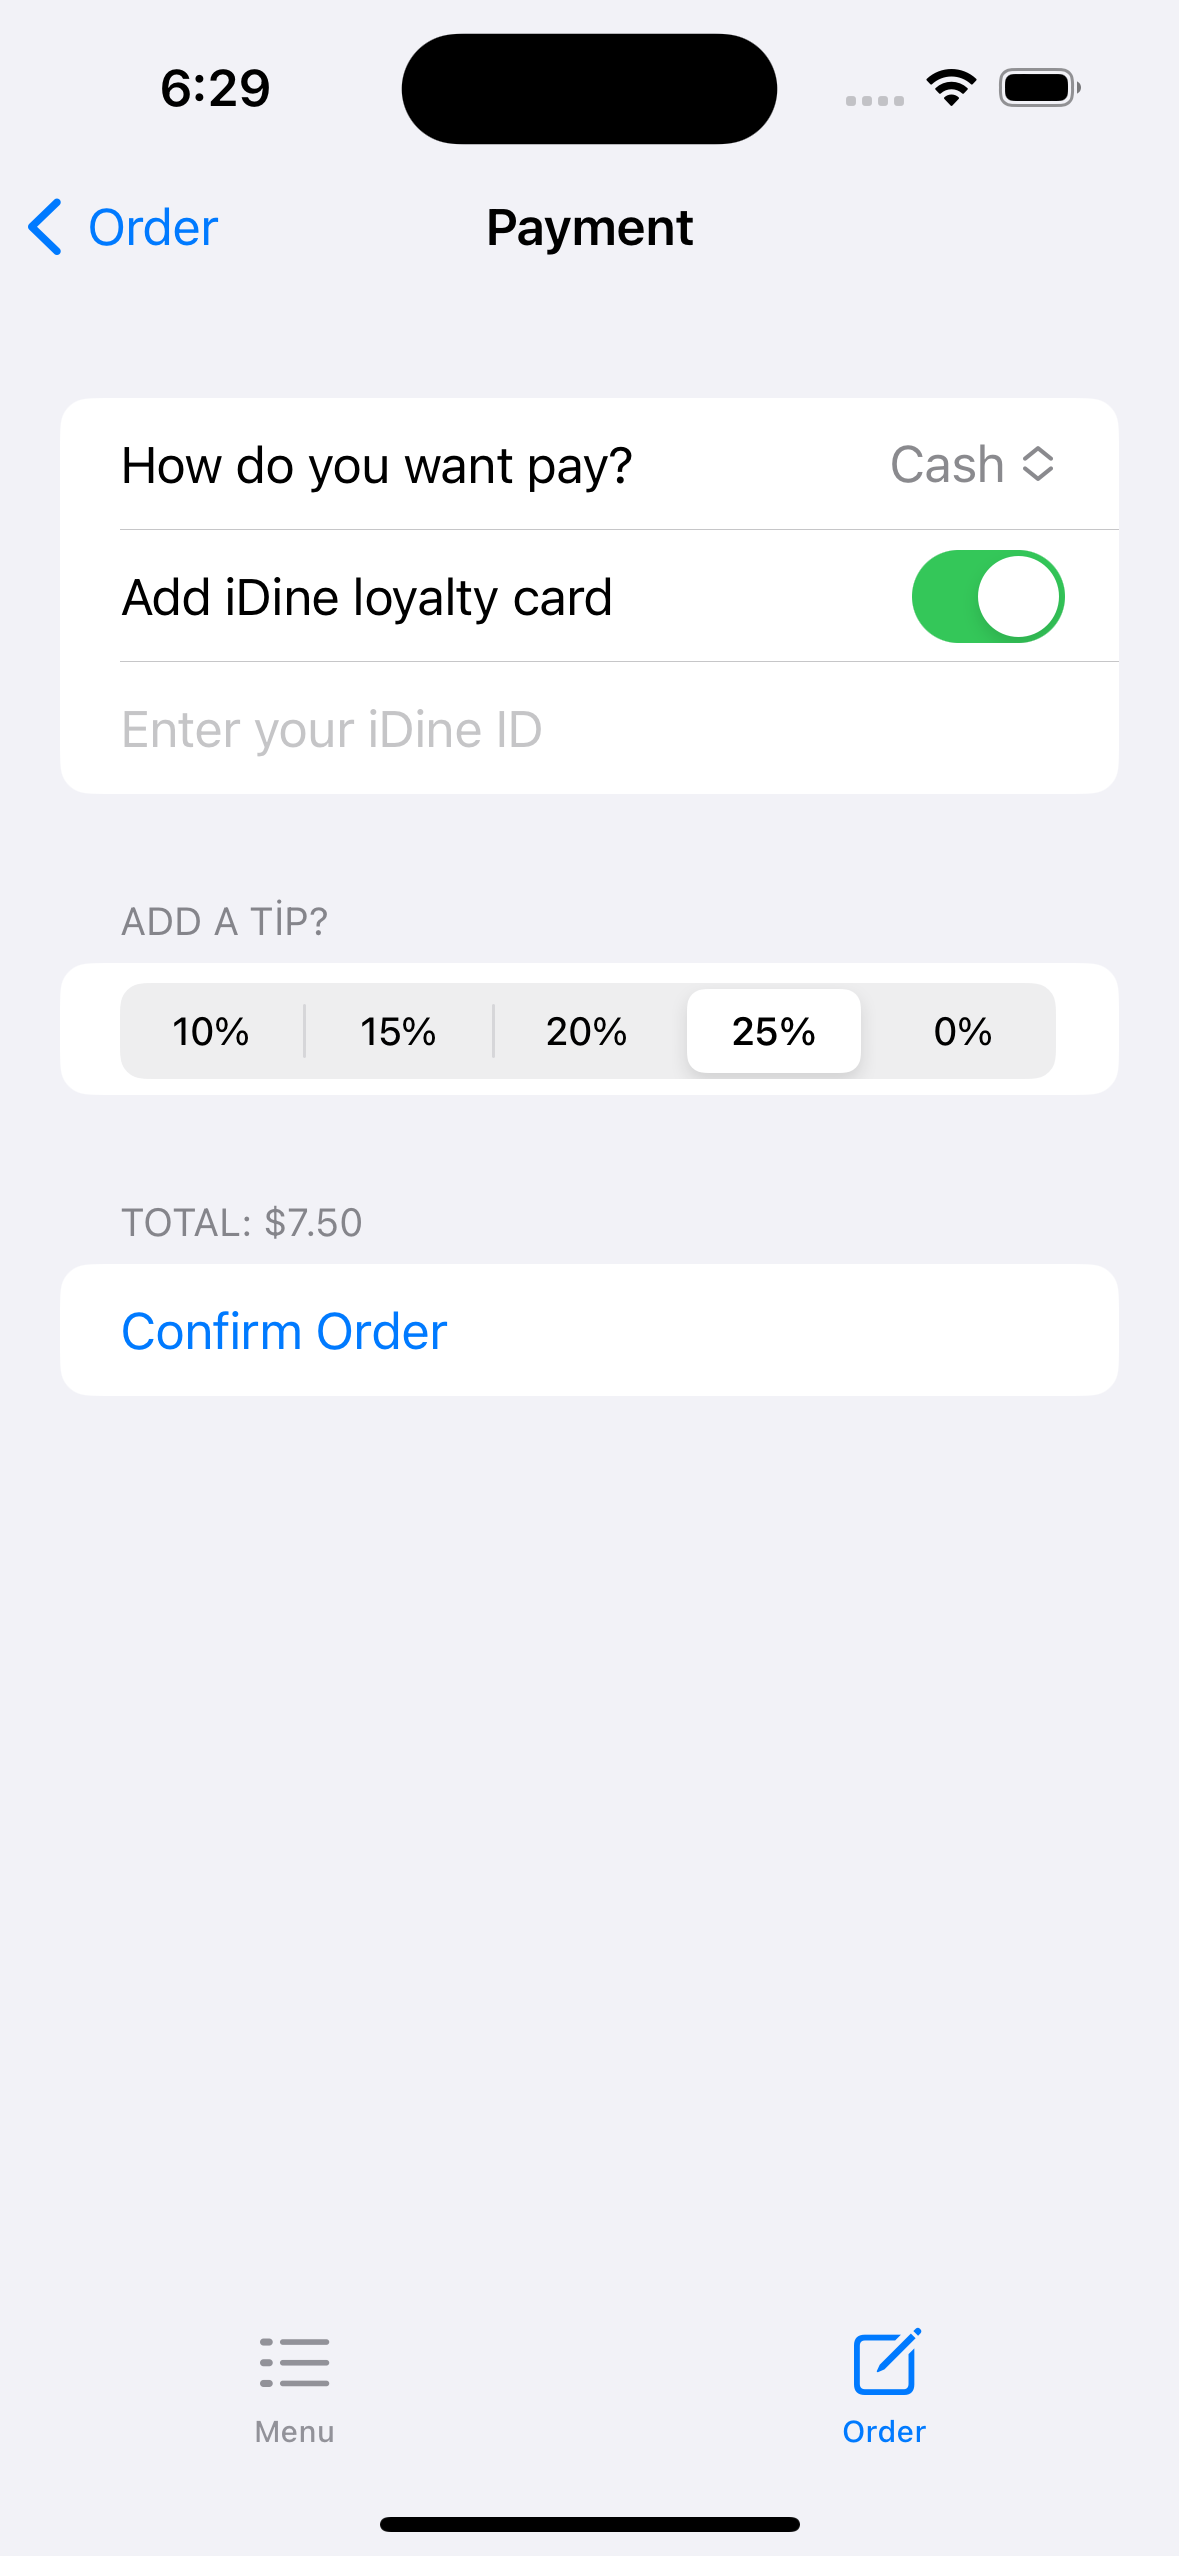 6:29
Order
Payment
How do you want pay?
Cash
Add iDine loyalty card
Enter your iDine ID
ADD A TİP?
10%
15%
20%
25%
0%
TOTAL: $7.50
Confirm Order
Menu
Order